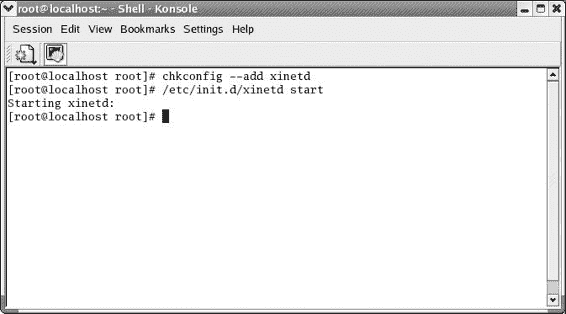 root@localhost:~ - Shell - Konsole
Session Edit View Bookmarks Settings Help
[root@localhost root]# chkconfig --add xinetd
[root@localhost root]# /etc/init.d/xinetd start
Starting xinetd:
[root@localhost root]#